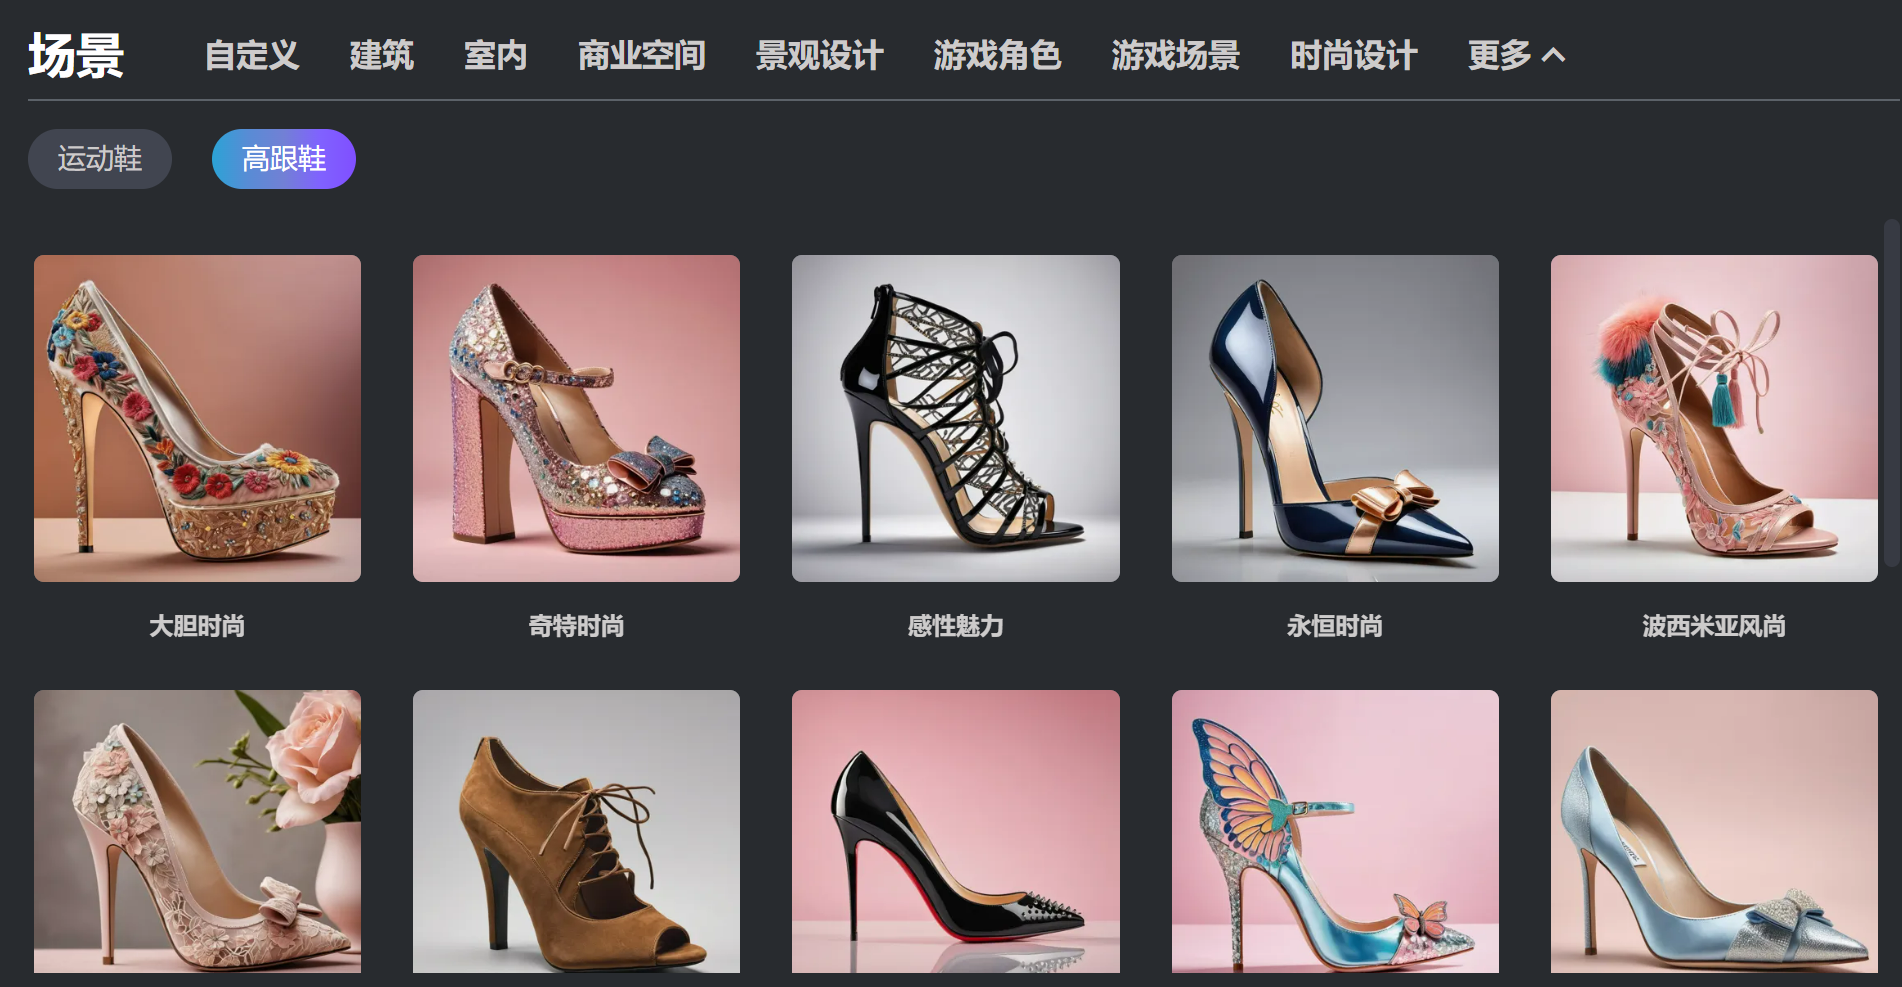 场景 自定义 建筑 室内 商业空间 景观设计 游戏角色 游戏场景 时尚设计 更多
运动鞋 高跟鞋
大胆时尚 奇特时尚 感性魅力 永恒时尚 波西米亚风尚